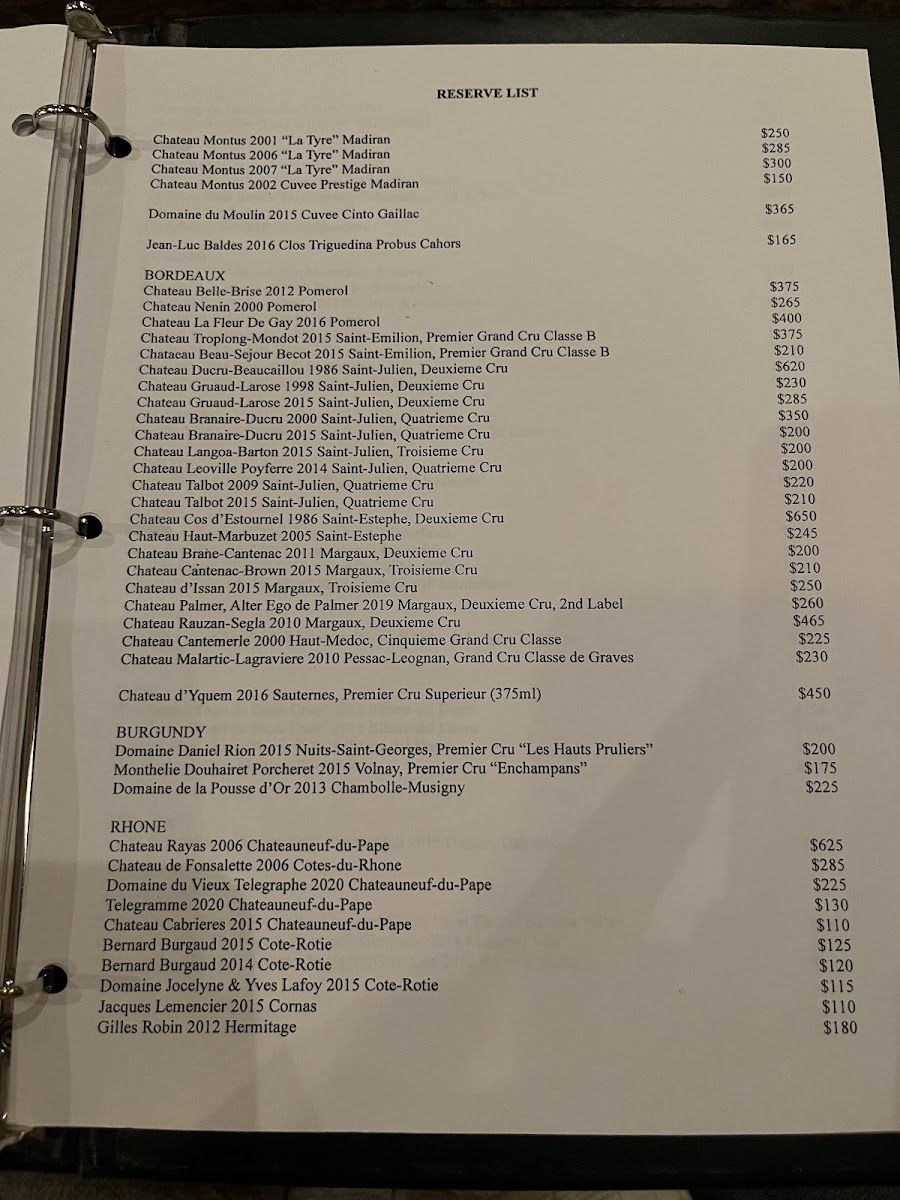 RESERVE LIST
Chateau Montus 2001 “La Tyre” Madiran $250
Chateau Montus 2006 “La Tyre” Madiran $285
Chateau Montus 2007 “La Tyre” Madiran $300
Chateau Montus 2002 Cuvee Prestige Madiran $150
Domaine du Moulin 2015 Cuvee Cinto Gaillac $365
Jean-Luc Baldes 2016 Clos Triguedina Probus Cahors $165
BORDEAUX
Chateau Belle-Brise 2012 Pomerol $375
Chateau Nenin 2000 Pomerol $265
Chateau La Fleur De Gay 2016 Pomerol $400
Chateau Troplong-Mondot 2015 Saint-Emilion, Premier Grand Cru Classe B $375
Chataeau Beau-Sejour Becot 2015 Saint-Emilion, Premier Grand Cru Classe B $210
Chateau Ducru-Beaucaillou 1986 Saint-Julien, Deuxieme Cru $620
Chateau Gruaud-Larose 1998 Saint-Julien, Deuxieme Cru $230
Chateau Gruaud-Larose 2015 Saint-Julien, Deuxieme Cru $285
Chateau Branaire-Ducru 2000 Saint-Julien, Quatrieme Cru $350
Chateau Branaire-Ducru 2015 Saint-Julien, Quatrieme Cru $200
Chateau Langoa-Barton 2015 Saint-Julien, Troisieme Cru $200
Chateau Leoville Poyferre 2014 Saint-Julien, Quatrieme Cru $200
Chateau Talbot 2009 Saint-Julien, Quatrieme Cru $220
Chateau Talbot 2015 Saint-Julien, Quatrieme Cru $210
Chateau Cos d’Estournel 1986 Saint-Estephe, Deuxieme Cru $650
Chateau Haut-Marbuzet 2005 Saint-Estephe $245
Chateau Brane-Cantenac 2011 Margaux, Deuxieme Cru $200
Chateau Cantenac-Brown 2015 Margaux, Troisieme Cru $210
Chateau d’Issan 2015 Margaux, Troisieme Cru $250
Chateau Palmer, Alter Ego de Palmer 2019 Margaux, Deuxieme Cru, 2nd Label $260
Chateau Rauzan-Segla 2010 Margaux, Deuxieme Cru $465
Chateau Cantemerle 2000 Haut-Medoc, Cinquieme Grand Cru Classe $225
Chateau Malartic-Lagraviere 2010 Pessac-Leognan, Grand Cru Classe de Graves $230
Chateau d’Yquem 2016 Sauternes, Premier Cru Superieur (375ml) $450
BURGUNDY
Domaine Daniel Rion 2015 Nuits-Saint-Georges, Premier Cru “Les Hauts Pruliers” $200
Monthelie Douhairet Porcheret 2015 Volnay, Premier Cru “Enchampans” $175
Domaine de la Pousse d’Or 2013 Chambolle-Musigny $225
RHONE
Chateau Rayas 2006 Chateauneuf-du-Pape $625
Chateau de Fonsalette 2006 Cotes-du-Rhone $285
Domaine du Vieux Telegraphe 2020 Chateauneuf-du-Pape $225
Telegramme 2020 Chateauneuf-du-Pape $130
Chateau Cabrieres 2015 Chateauneuf-du-Pape $110
Bernard Burgaud 2015 Cote-Rotie $125
Bernard Burgaud 2014 Cote-Rotie $120
Domaine Jocelyne & Yves Lafoy 2015 Cote-Rotie $115
Jacques Lemencier 2015 Cornas $110
Gilles Robin 2012 Hermitage $180